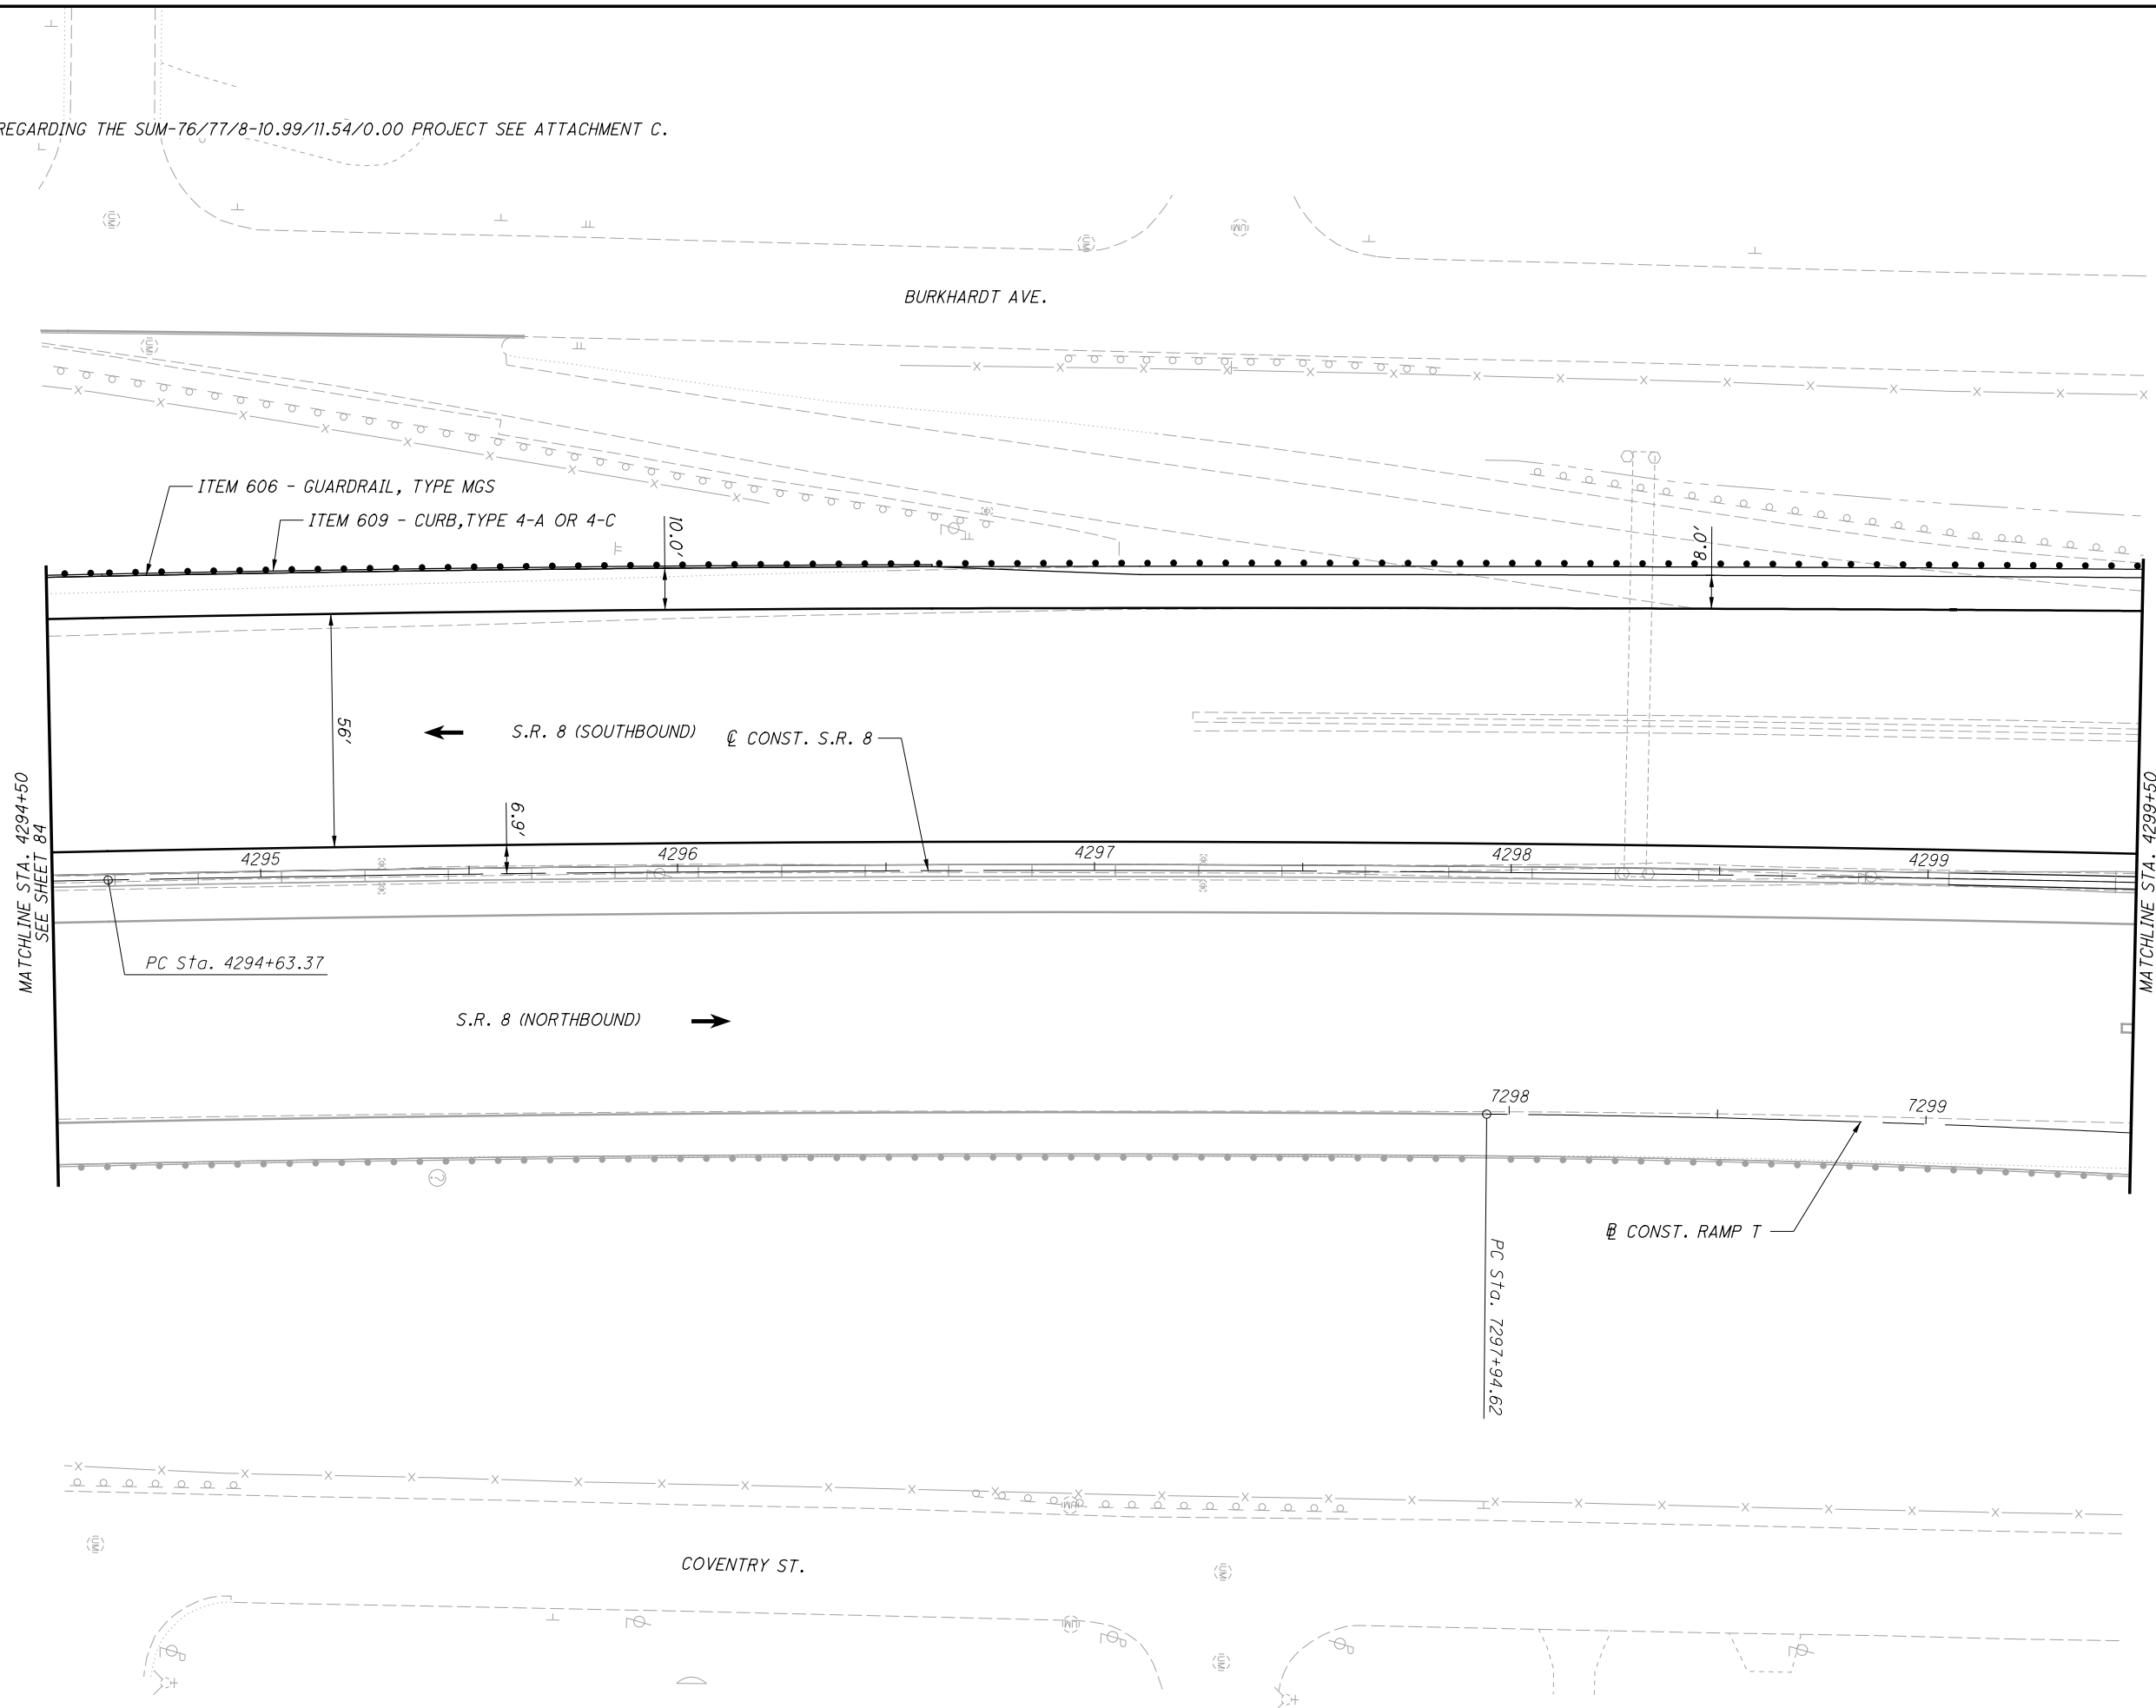 REGARDING THE SUM-76/77/8-10.99/11.54/0.00 PROJECT SEE ATTACHMENT C.
BURKHARDT AVE.
ITEM 606 - GUARDRAIL, TYPE MGS
ITEM 609 - CURB,TYPE 4-A OR 4-C
10.0'
8.0'
56'
S.R. 8 (SOUTHBOUND)
℄ CONST. S.R. 8
6.9'
4295
4296
4297
4298
4299
MATCHLINE STA. 4294+50
SEE SHEET 84
MATCHLINE STA. 4299+50
PC Sta. 4294+63.37
S.R. 8 (NORTHBOUND)
7298
7299
CONST. RAMP T
PC Sta. 7297+94.62
COVENTRY ST.